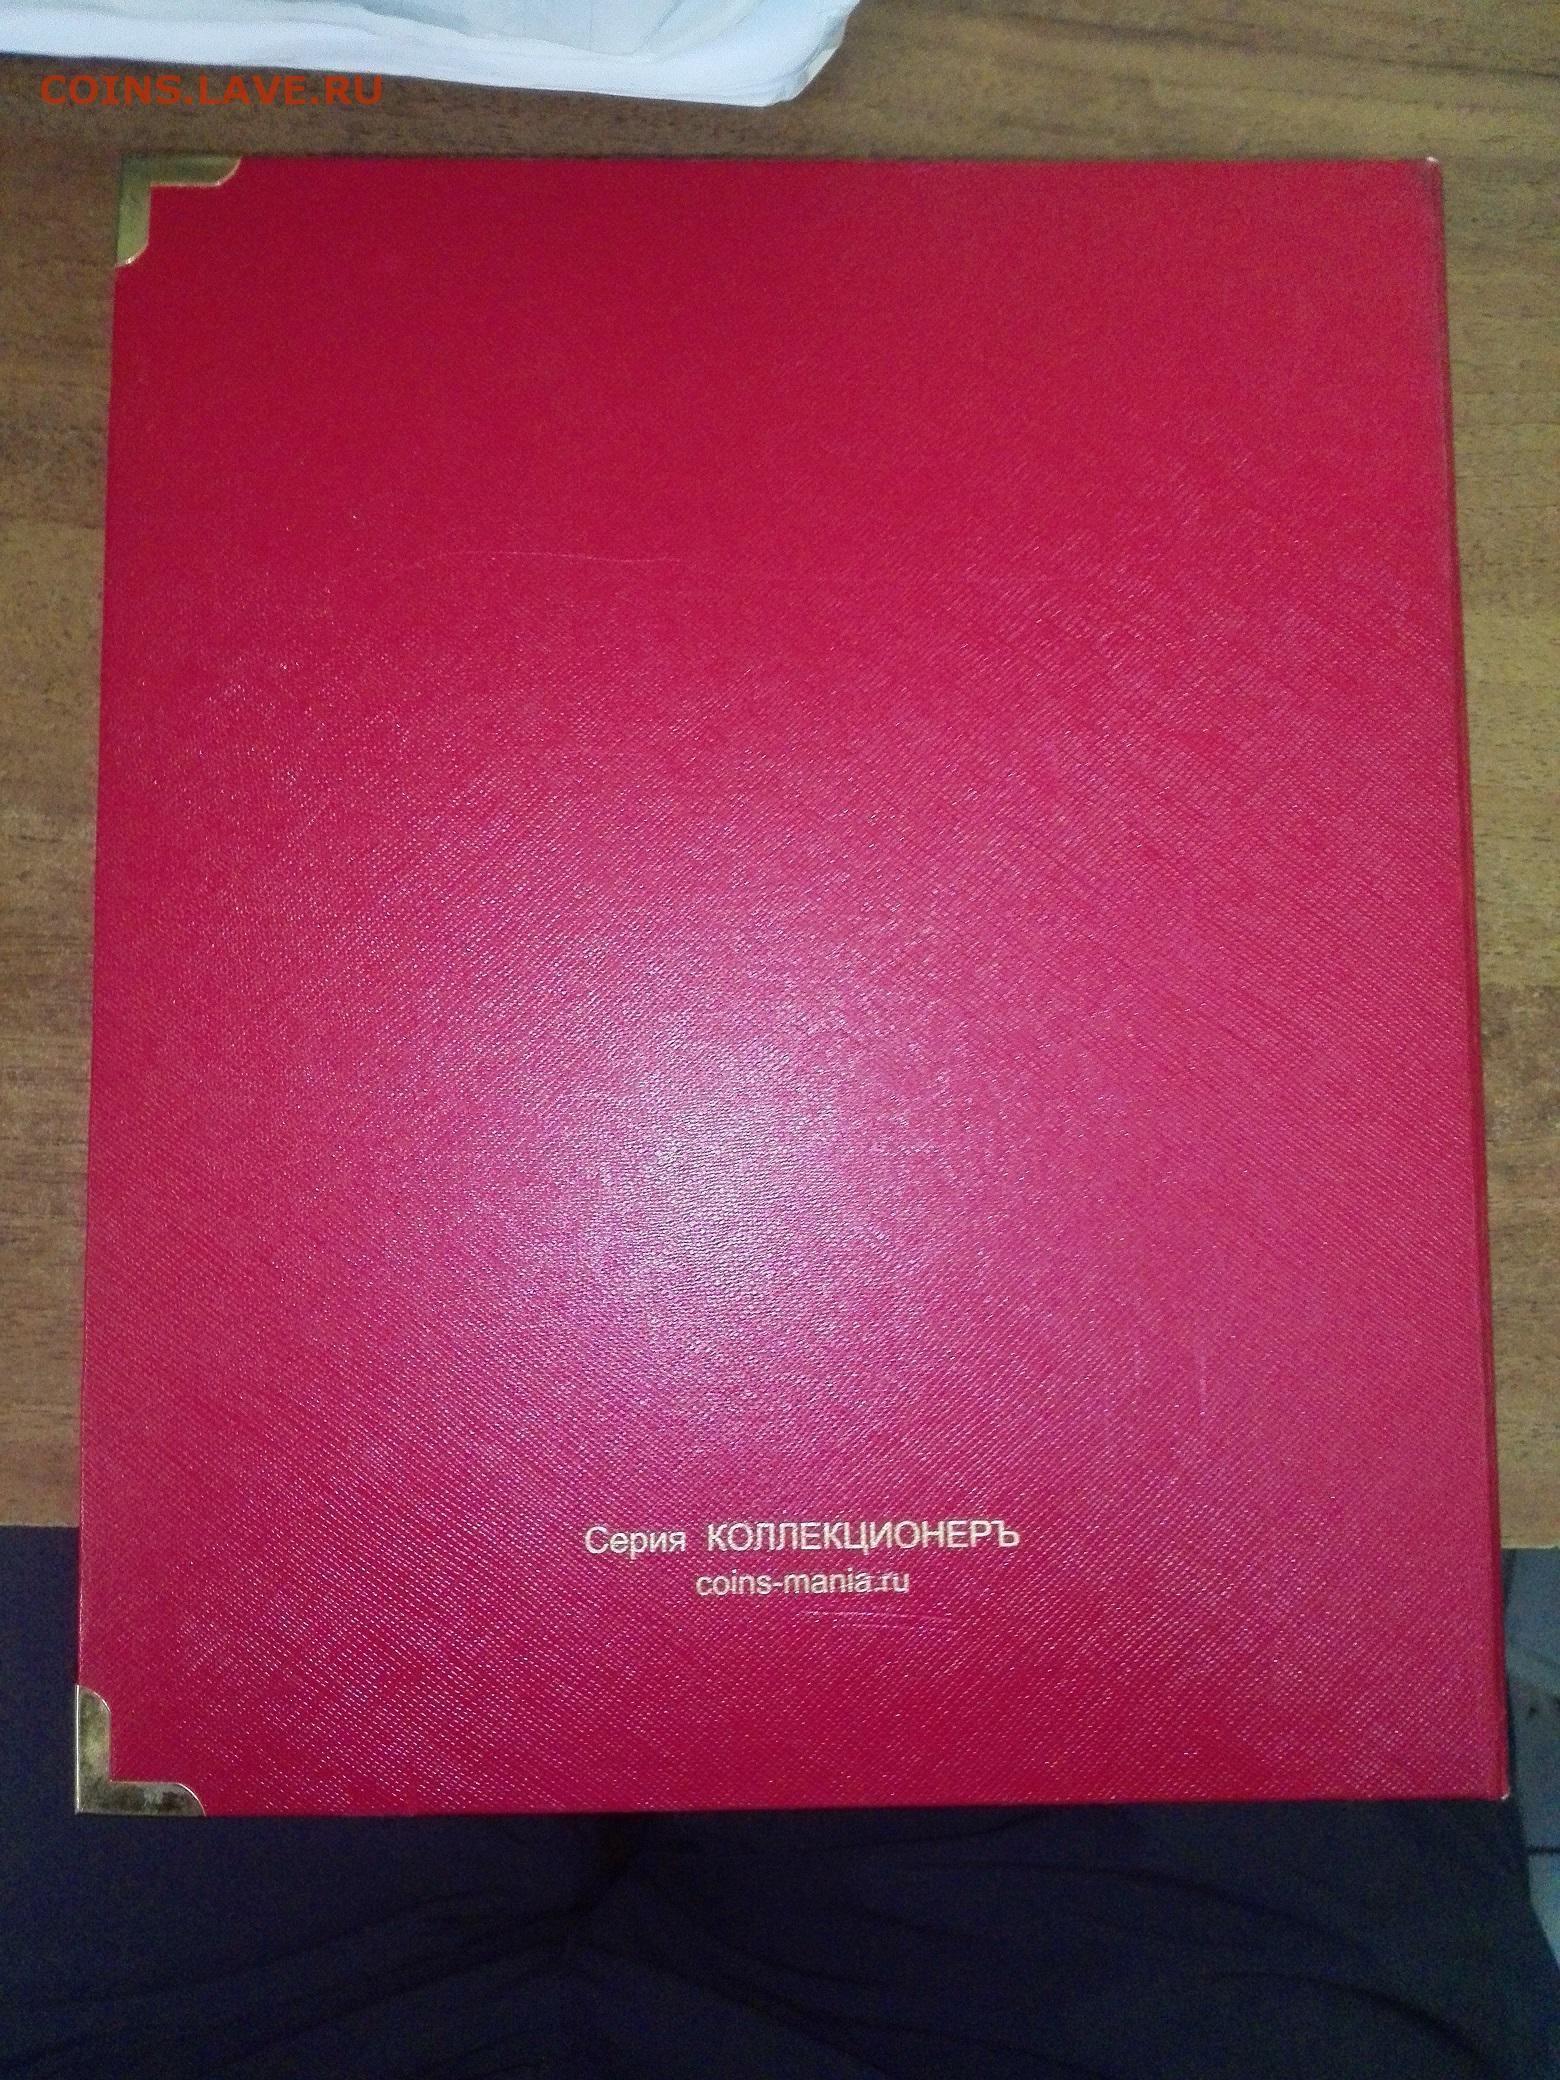 COINS.LAVE.RU
Серия КОЛЛЕКЦИОНЕРЪ
coins-mania.ru